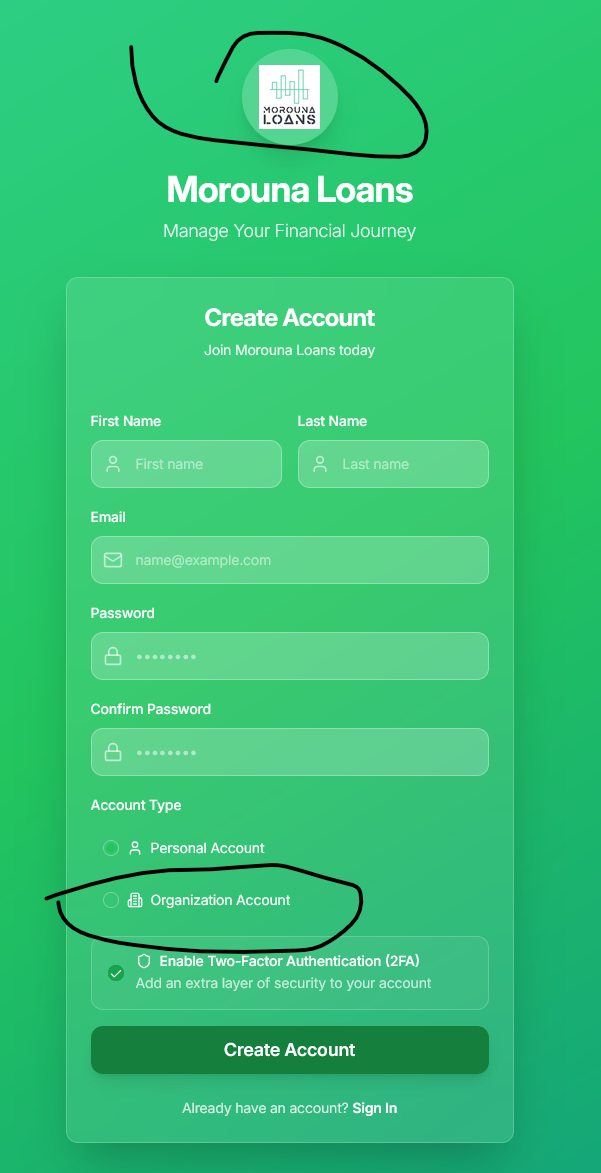 MOROUNA
LOANS
Morouna Loans
Manage Your Financial Journey
Create Account
Join Morouna Loans today
First Name
Last Name
First name
Last name
Email
name@example.com
Password
••••••••
Confirm Password
••••••••
Account Type
Personal Account
Organization Account
Enable Two-Factor Authentication (2FA)
Add an extra layer of security to your account
Create Account
Already have an account? Sign In